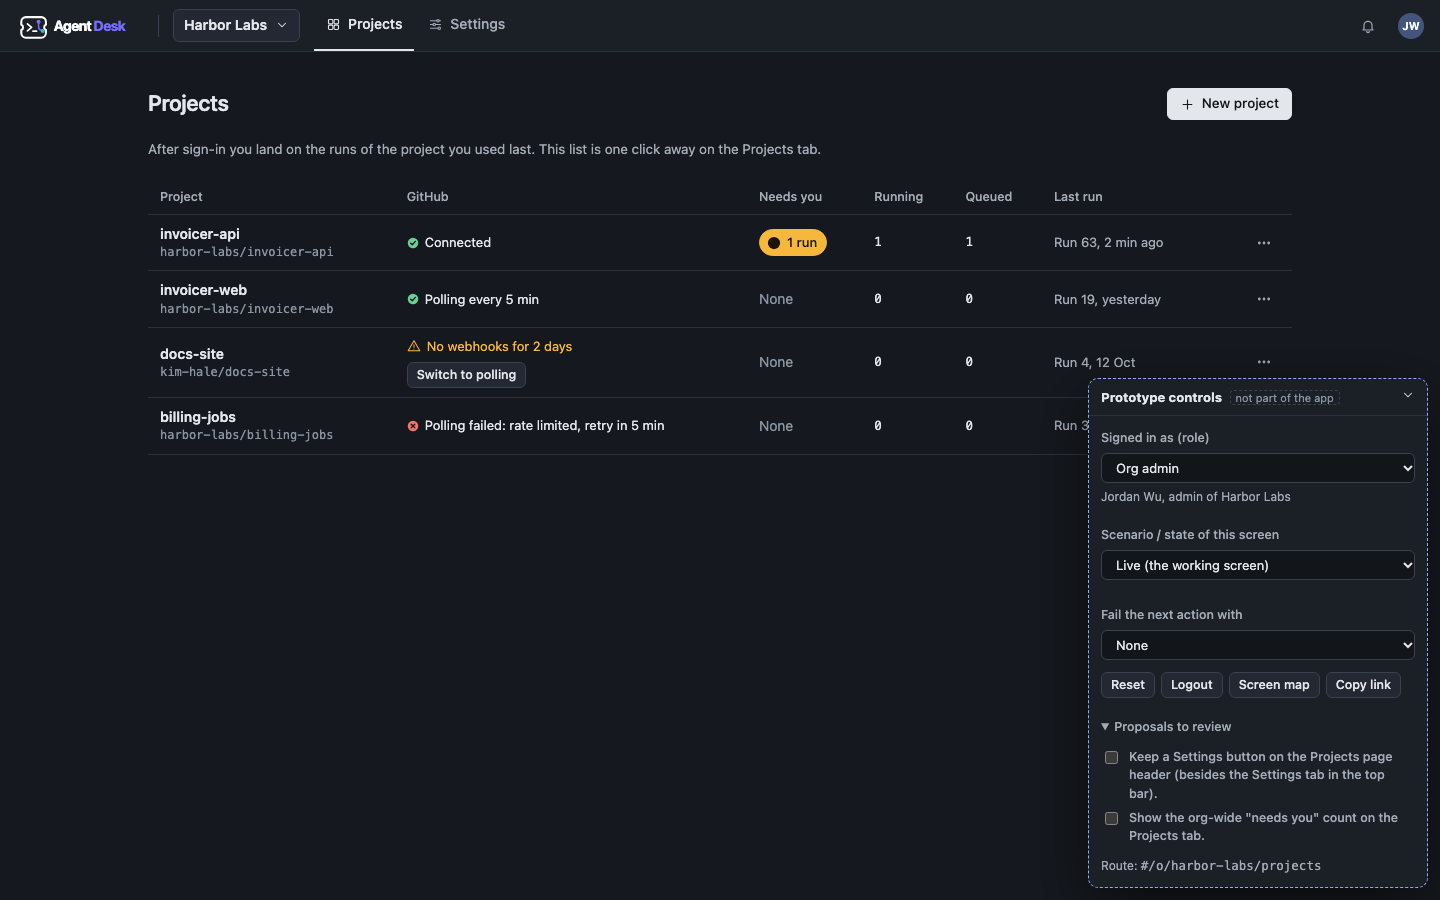 AgentDesk
Harbor Labs
Projects
Settings
JW
Projects
New project
After sign-in you land on the runs of the project you used last. This list is one click away on the Projects tab.
Project GitHub Needs you Running Queued Last run
invoicer-api
harbor-labs/invoicer-api
Connected
1 run
1
1
Run 63, 2 min ago
invoicer-web
harbor-labs/invoicer-web
Polling every 5 min
None
0
0
Run 19, yesterday
docs-site
kim-hale/docs-site
No webhooks for 2 days
Switch to polling
None
0
0
Run 4, 12 Oct
billing-jobs
harbor-labs/billing-jobs
Polling failed: rate limited, retry in 5 min
None
0
0
Run 3
Prototype controls not part of the app
Signed in as (role)
Org admin
Jordan Wu, admin of Harbor Labs
Scenario / state of this screen
Live (the working screen)
Fail the next action with
None
Reset
Logout
Screen map
Copy link
Proposals to review
Keep a Settings button on the Projects page
header (besides the Settings tab in the top
bar).
Show the org-wide "needs you" count on the
Projects tab.
Route: #/o/harbor-labs/projects